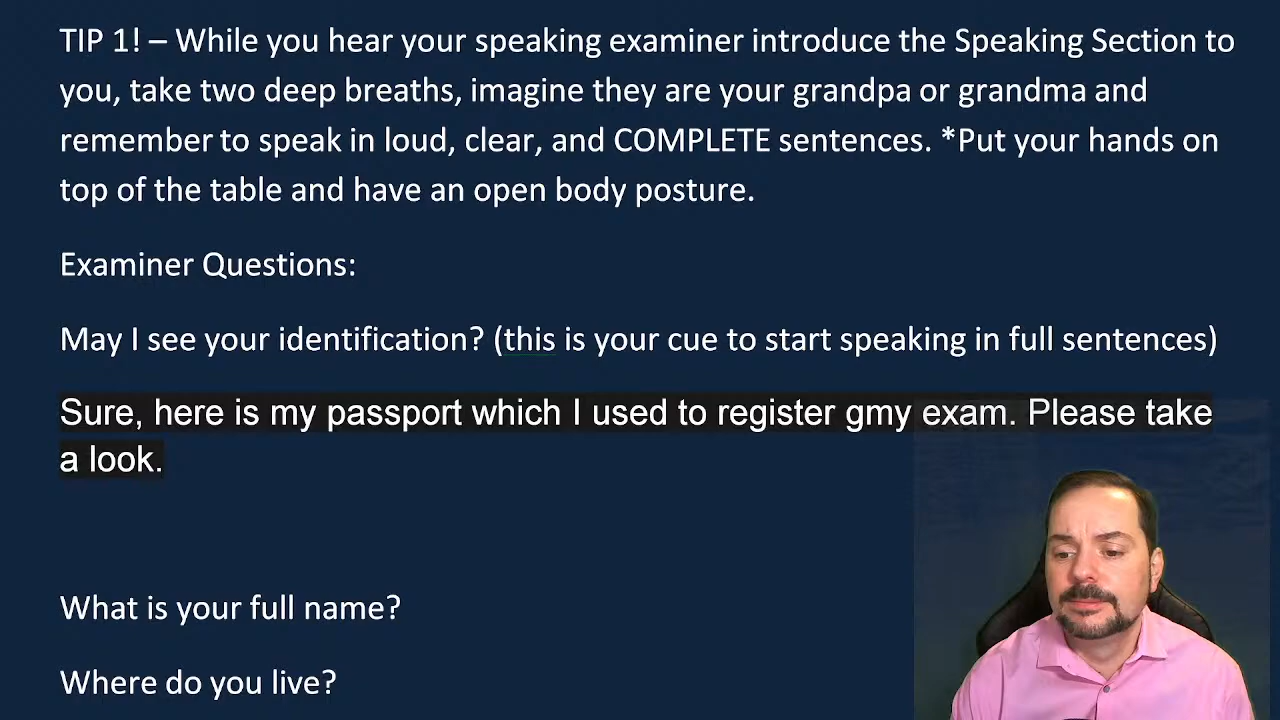 TIP 1! – While you hear your speaking examiner introduce the Speaking Section to
you, take two deep breaths, imagine they are your grandpa or grandma and
remember to speak in loud, clear, and COMPLETE sentences. *Put your hands on
top of the table and have an open body posture.
Examiner Questions:
May I see your identification? (this is your cue to start speaking in full sentences)
Sure, here is my passport which I used to register gmy exam. Please take
a look.
What is your full name?
Where do you live?